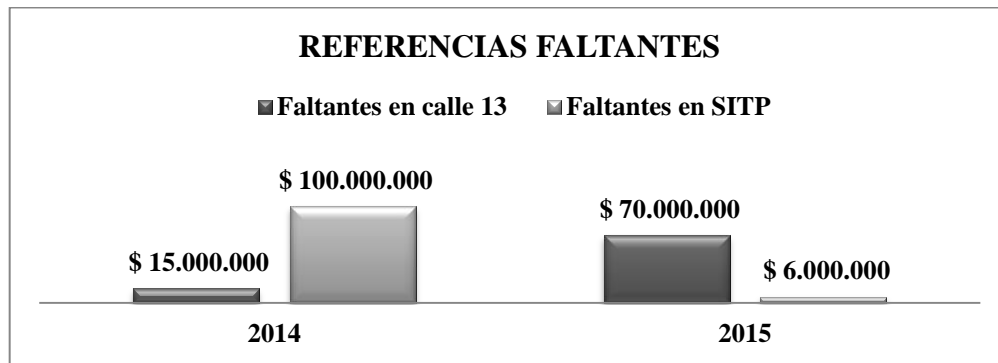 REFERENCIAS FALTANTES
Faltantes en calle 13 Faltantes en SITP
$ 100.000.000
$ 70.000.000
$ 15.000.000
$ 6.000.000
2014 2015